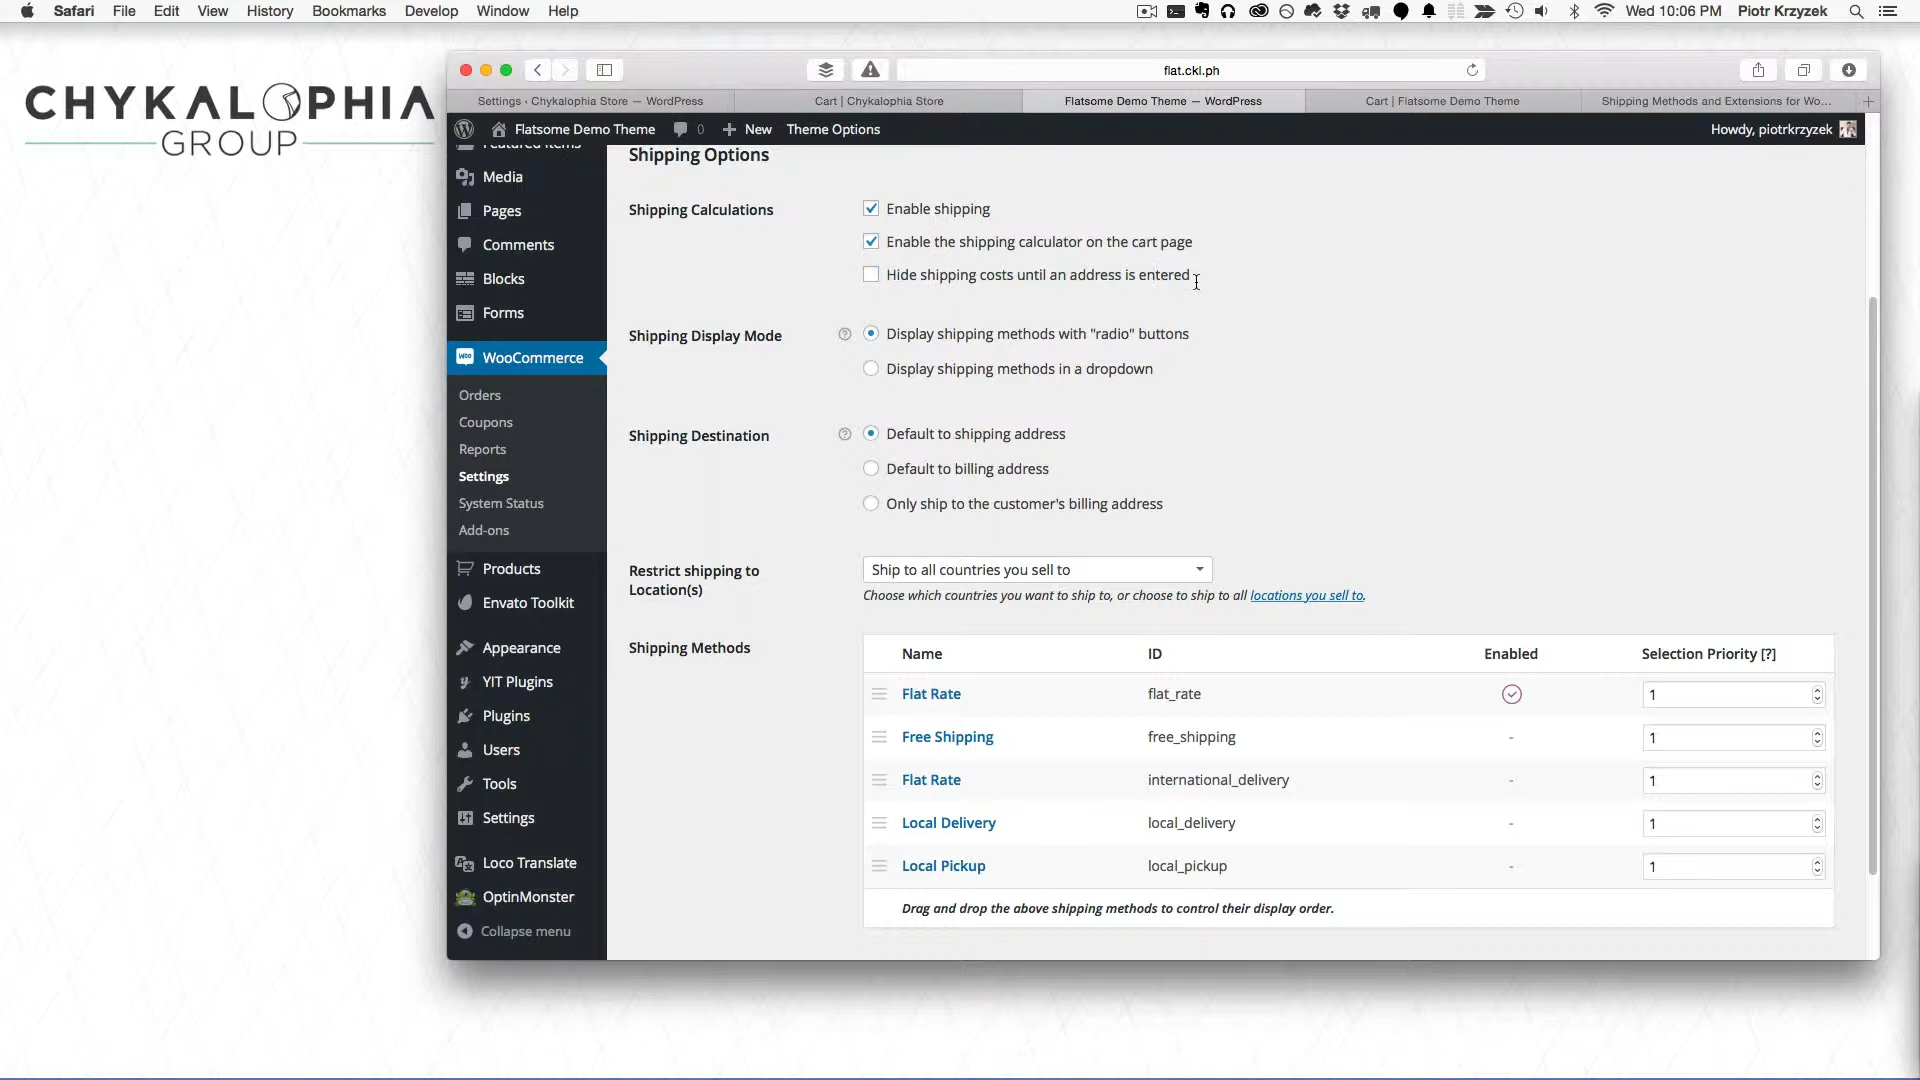 Safari File Edit View History Bookmarks Develop Window Help
Wed 10:06 PM Piotr Krzyzek
CHYKALOPHIA
GROUP
flat.ckl.ph
Settings ‹ Chykalophia Store — WordPress
Cart | Chykalophia Store
Flatsome Demo Theme — WordPress
Cart | Flatsome Demo Theme
Shipping Methods and Extensions for Wo...
Flatsome Demo Theme 0 New Theme Options
Howdy, piotrkrzyzek
Featured Items
Media
Pages
Comments
Blocks
Forms
WooCommerce
Orders
Coupons
Reports
Settings
System Status
Add-ons
Products
Envato Toolkit
Appearance
YIT Plugins
Plugins
Users
Tools
Settings
Loco Translate
OptinMonster
Collapse menu
Shipping Options
Shipping Calculations
Enable shipping
Enable the shipping calculator on the cart page
Hide shipping costs until an address is entered
Shipping Display Mode
Display shipping methods with "radio" buttons
Display shipping methods in a dropdown
Shipping Destination
Default to shipping address
Default to billing address
Only ship to the customer's billing address
Restrict shipping to
Location(s)
Ship to all countries you sell to
Choose which countries you want to ship to, or choose to ship to all locations you sell to.
Shipping Methods
Name ID Enabled Selection Priority [?]
Flat Rate flat_rate 1
Free Shipping free_shipping - 1
Flat Rate international_delivery - 1
Local Delivery local_delivery - 1
Local Pickup local_pickup - 1
Drag and drop the above shipping methods to control their display order.